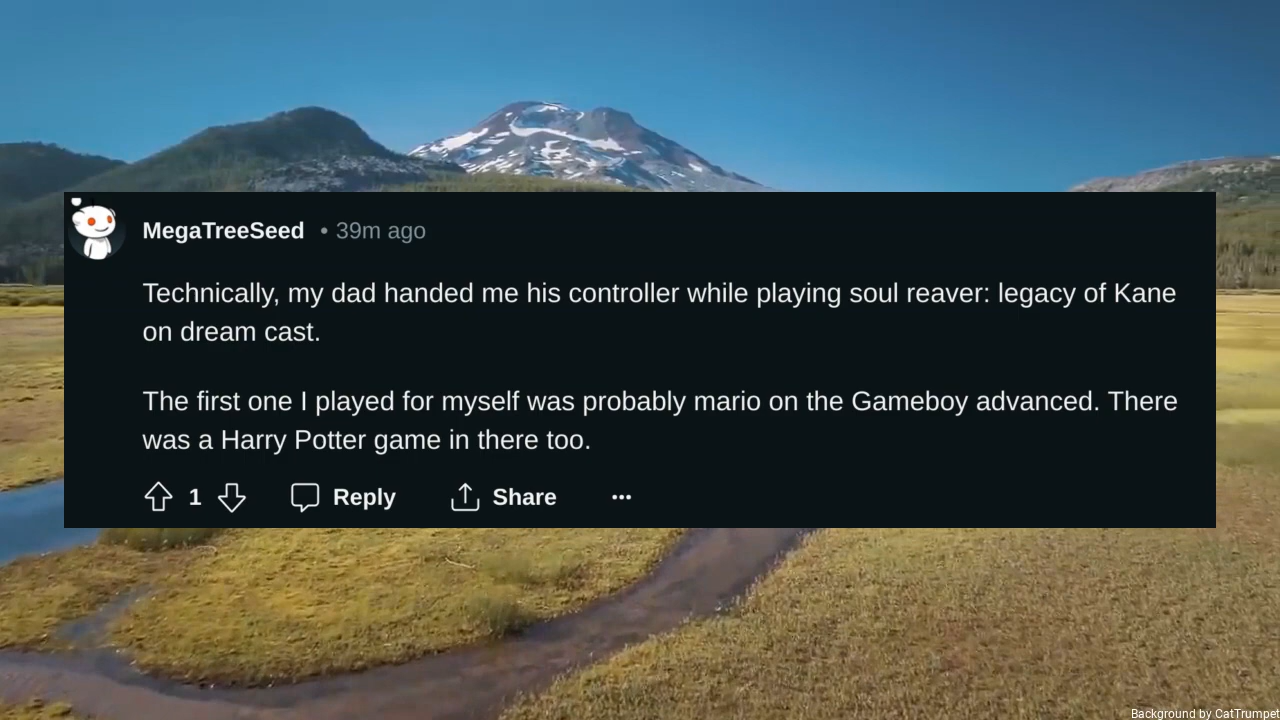 MegaTreeSeed • 39m ago
Technically, my dad handed me his controller while playing soul reaver: legacy of Kane
on dream cast.
The first one I played for myself was probably mario on the Gameboy advanced. There
was a Harry Potter game in there too.
1 Reply Share ...
Background by CatTrumpet